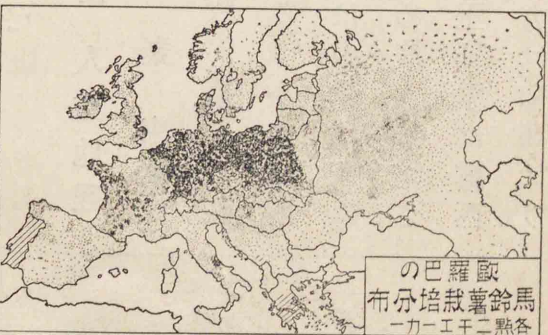 歐羅巴の
馬鈴薯栽培分布
各點二千エーカー